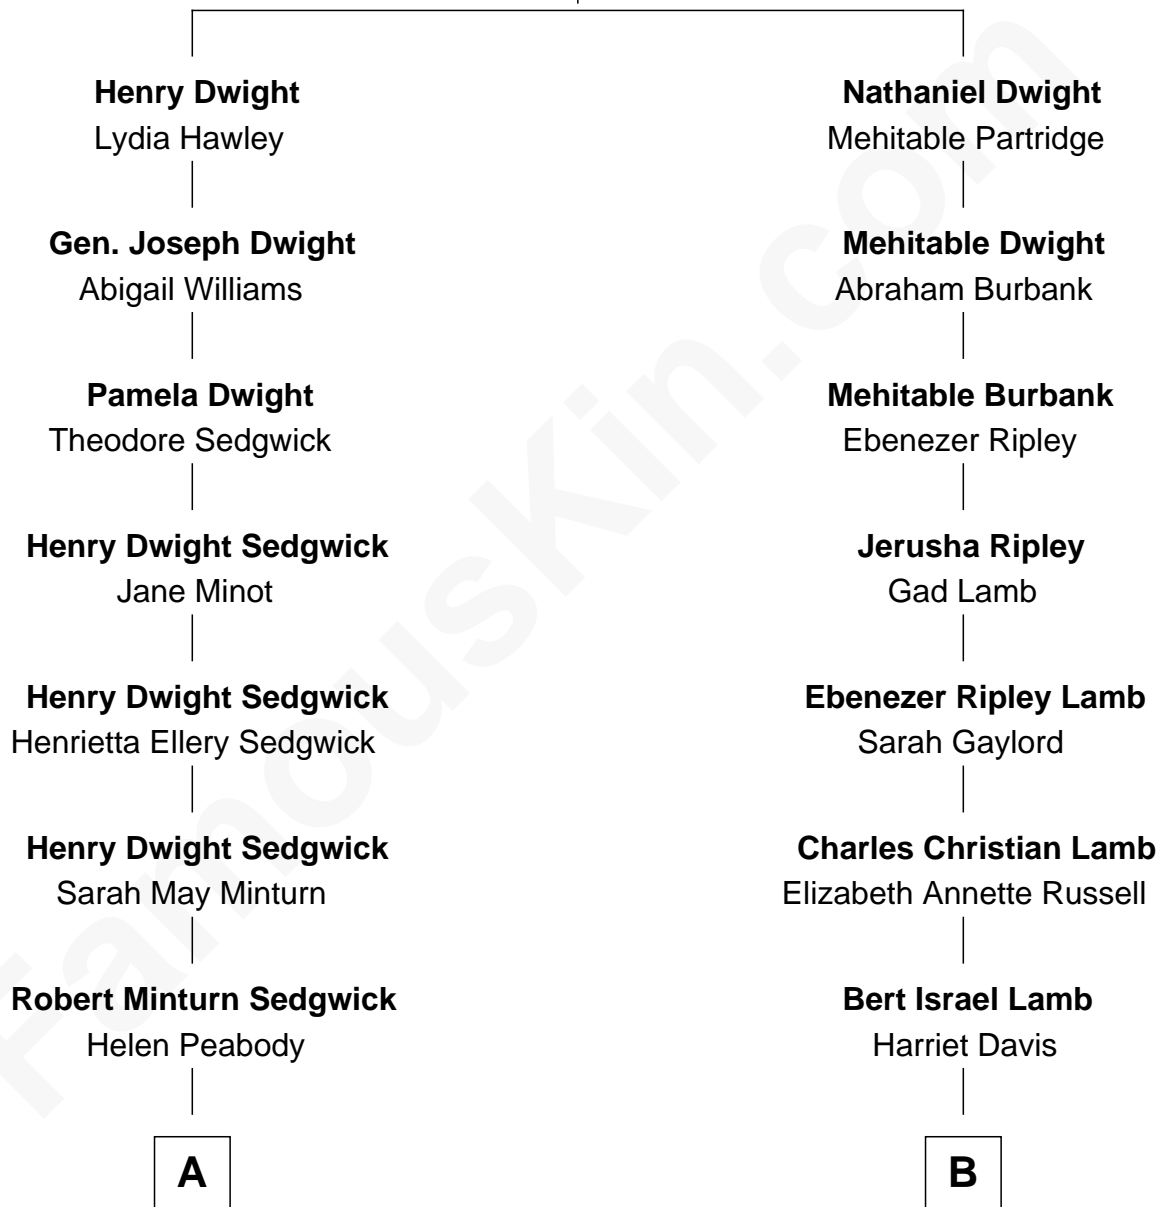 Henry Dwight
Lydia Hawley
Gen. Joseph Dwight
Abigail Williams
Pamela Dwight
Theodore Sedgwick
Henry Dwight Sedgwick
Jane Minot
Henry Dwight Sedgwick
Henrietta Ellery Sedgwick
Henry Dwight Sedgwick
Sarah May Minturn
Robert Minturn Sedgwick
Helen Peabody
A
Nathaniel Dwight
Mehitable Partridge
Mehitable Dwight
Abraham Burbank
Mehitable Burbank
Ebenezer Ripley
Jerusha Ripley
Gad Lamb
Ebenezer Ripley Lamb
Sarah Gaylord
Charles Christian Lamb
Elizabeth Annette Russell
Bert Israel Lamb
Harriet Davis
B
FamousKin.com